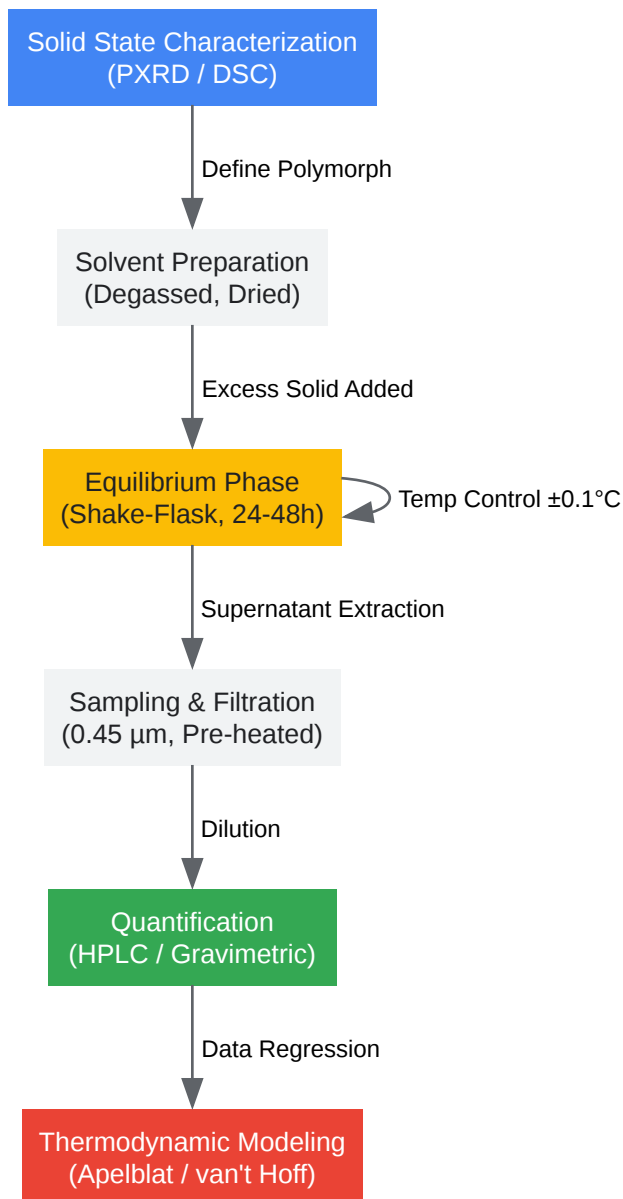 Solid State Characterization
(PXRD / DSC)
Define Polymorph
Solvent Preparation
(Degassed, Dried)
Excess Solid Added
Equilibrium Phase
(Shake-Flask, 24-48h)
Temp Control ±0.1°C
Supernatant Extraction
Sampling & Filtration
(0.45 µm, Pre-heated)
Dilution
Quantification
(HPLC / Gravimetric)
Data Regression
Thermodynamic Modeling
(Apelblat / van't Hoff)